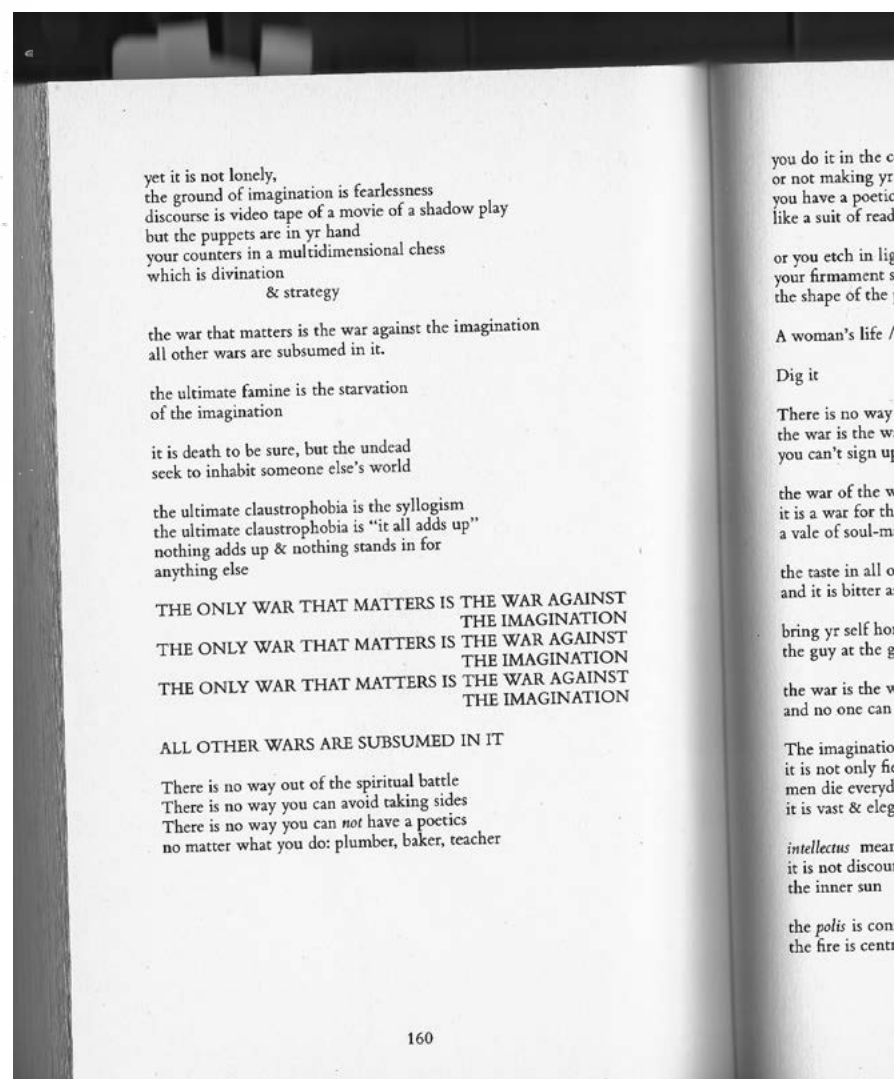 yet it is not lonely,
the ground of imagination is fearlessness
discourse is video tape of a movie of a shadow play
but the puppets are in yr hand
your counters in a multidimensional chess
which is divination
& strategy
the war that matters is the war against the imagination
all other wars are subsumed in it.
the ultimate famine is the starvation
of the imagination
it is death to be sure, but the undead
seek to inhabit someone else's world
the ultimate claustrophobia is the syllogism
the ultimate claustrophobia is "it all adds up"
nothing adds up & nothing stands in for
anything else
THE ONLY WAR THAT MATTERS IS THE WAR AGAINST
THE IMAGINATION
THE ONLY WAR THAT MATTERS IS THE WAR AGAINST
THE IMAGINATION
THE ONLY WAR THAT MATTERS IS THE WAR AGAINST
THE IMAGINATION
ALL OTHER WARS ARE SUBSUMED IN IT
There is no way out of the spiritual battle
There is no way you can avoid taking sides
There is no way you can not have a poetics
no matter what you do: plumber, baker, teacher
160
you do it in the
or not making yr
you have a
like a suit of
or you etch in
your firmament
the shape of the
A woman's life /
Dig it
There is no way
the war is the
you can't sign
the war of the
it is a war for
a vale of
the taste in all
and it is bitter
bring yr self
the guy at the
the war is the
and no one can
The
it is not only
men die
it is vast &
intellectus
it is not
the inner sun
the polis is
the fire is